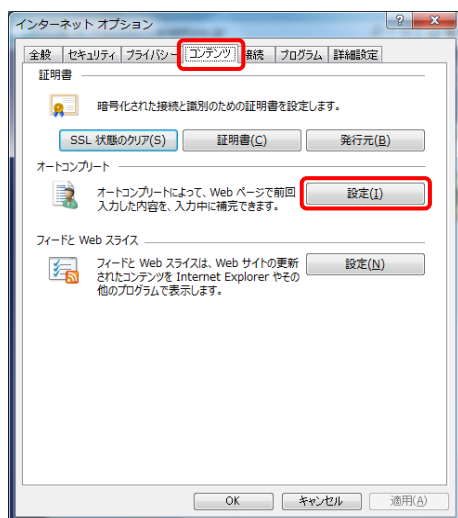 インターネット オプション
全般 セキュリティ プライバシー コンテンツ 接続 プログラム 詳細設定
証明書
暗号化された接続と識別のための証明書を設定します。
SSL 状態のクリア(S) 証明書(C) 発行元(B)
オートコンプリート
オートコンプリートによって、Web ページで前回
入力した内容を、入力中に補完できます。
設定(I)
フィードと Web スライス
フィードと Web スライスは、Web サイトの更新
されたコンテンツを Internet Explorer やその
他のプログラムで表示します。
設定(N)
OK キャンセル 適用(A)